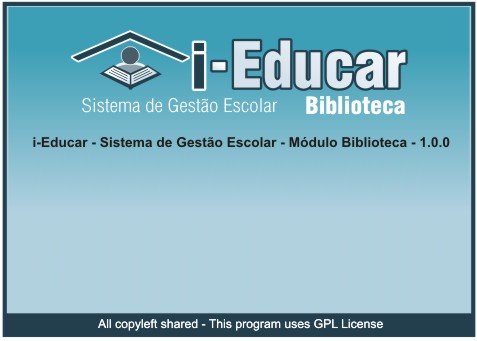 i-Educar
Sistema de Gestão Escolar Biblioteca
i-Educar - Sistema de Gestão Escolar - Módulo Biblioteca - 1.0.0
All copyleft shared - This program uses GPL License